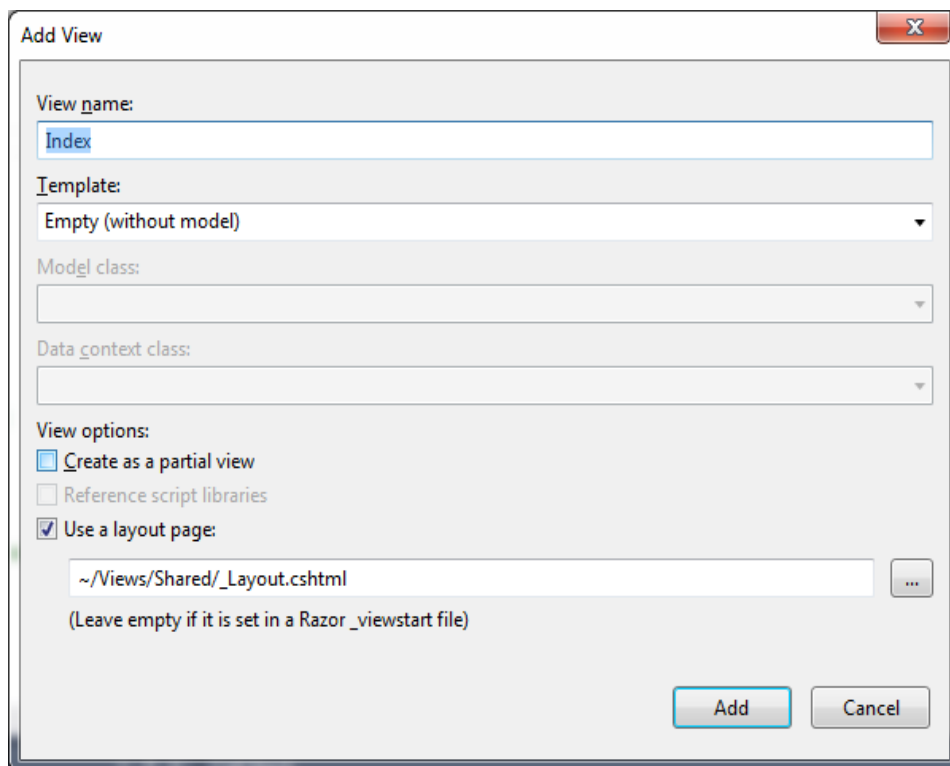 Add View
View name:
Index
Template:
Empty (without model)
Model class:
Data context class:
View options:
Create as a partial view
Reference script libraries
Use a layout page:
~/Views/Shared/_Layout.cshtml
...
(Leave empty if it is set in a Razor _viewstart file)
Add
Cancel